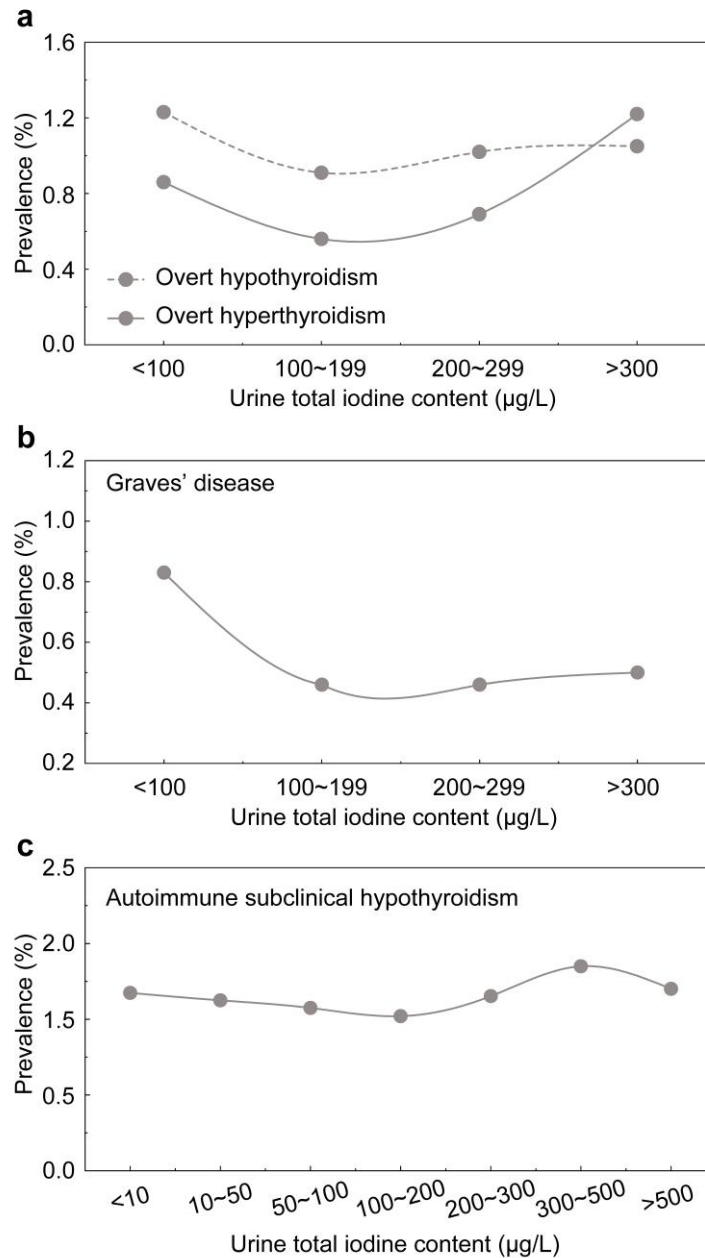 a
1.6
1.2
0.8
0.4
0.0
Prevalence (%)
Overt hypothyroidism
Overt hyperthyroidism
<100 100~199 200~299 >300
Urine total iodine content (µg/L)
b
1.2
1.0
0.8
0.6
0.4
0.2
Prevalence (%)
Graves’ disease
<100 100~199 200~299 >300
Urine total iodine content (µg/L)
c
2.5
2.0
1.5
0.5
0.0
Prevalence (%)
Autoimmune subclinical hypothyroidism
<10 10~50 50~100 100~200 200~300 300~500 >500
Urine total iodine content (µg/L)